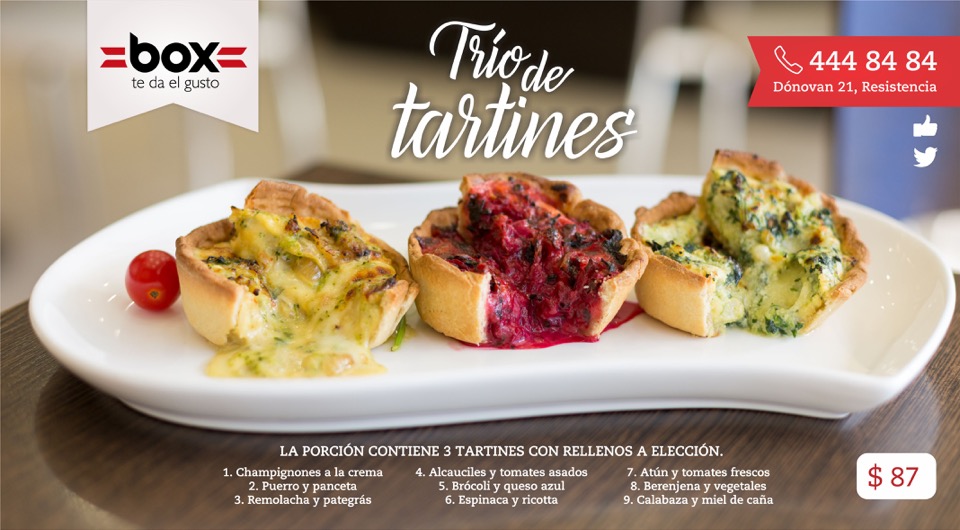 =box=
te da el gusto
Trío de
tartines
444 84 84
Dónovan 21, Resistencia
LA PORCIÓN CONTIENE 3 TARTINES CON RELLENOS A ELECCIÓN.
1. Champignones a la crema
2. Puerro y panceta
3. Remolacha y pategrás
4. Alcauciles y tomates asados
5. Brócoli y queso azul
6. Espinaca y ricotta
7. Atún y tomates frescos
8. Berenjena y vegetales
9. Calabaza y miel de caña
$ 87